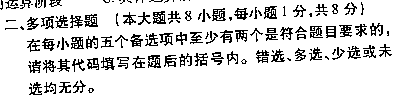 二、多项选择题 (本大题共8小题,每小题1分,共8分)
在每小题的五个备选项中至少有两个是符合题目要求的,
请将其代码填写在题后的括号内。错选、多选、少选或未
选均无分。